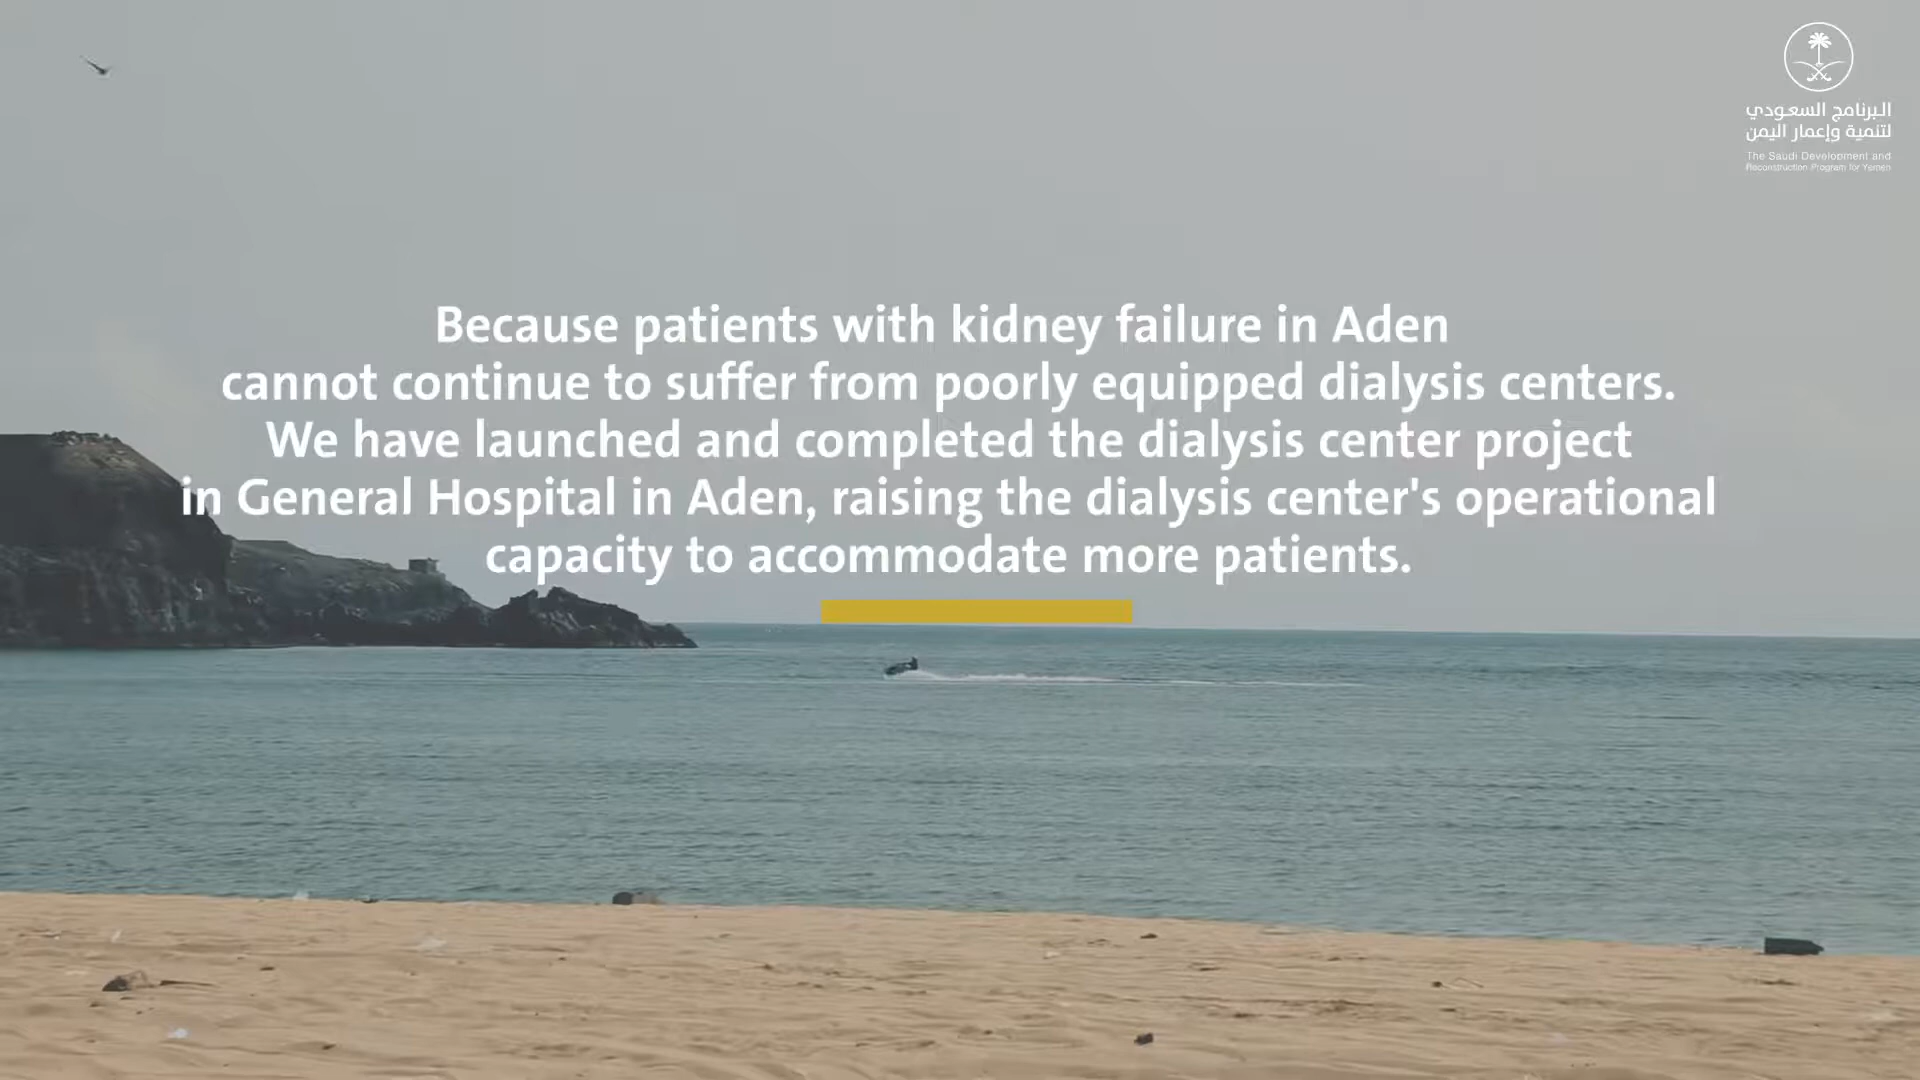 البرنامج السعودي
لتنمية وإعمار اليمن
The Saudi Development and
Reconstruction Program for Yemen
Because patients with kidney failure in Aden
cannot continue to suffer from poorly equipped dialysis centers.
We have launched and completed the dialysis center project
in General Hospital in Aden, raising the dialysis center's operational
capacity to accommodate more patients.